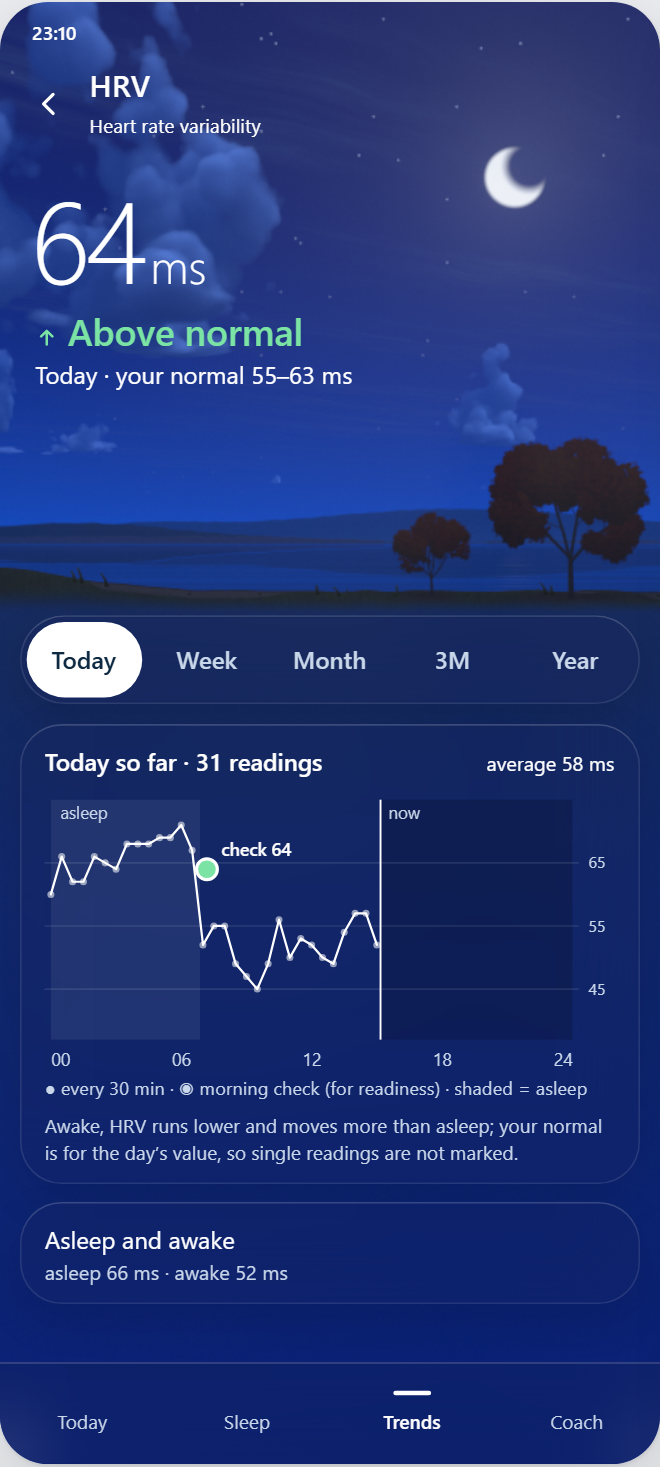 23:10
HRV
Heart rate variability
64 ms
↑ Above normal
Today · your normal 55–63 ms
Today Week Month 3M Year
Today so far · 31 readings average 58 ms
asleep now
check 64
65
55
45
00 06 12 18 24
● every 30 min · ◉ morning check (for readiness) · shaded = asleep
Awake, HRV runs lower and moves more than asleep; your normal
is for the day’s value, so single readings are not marked.
Asleep and awake
asleep 66 ms · awake 52 ms
Today Sleep Trends Coach